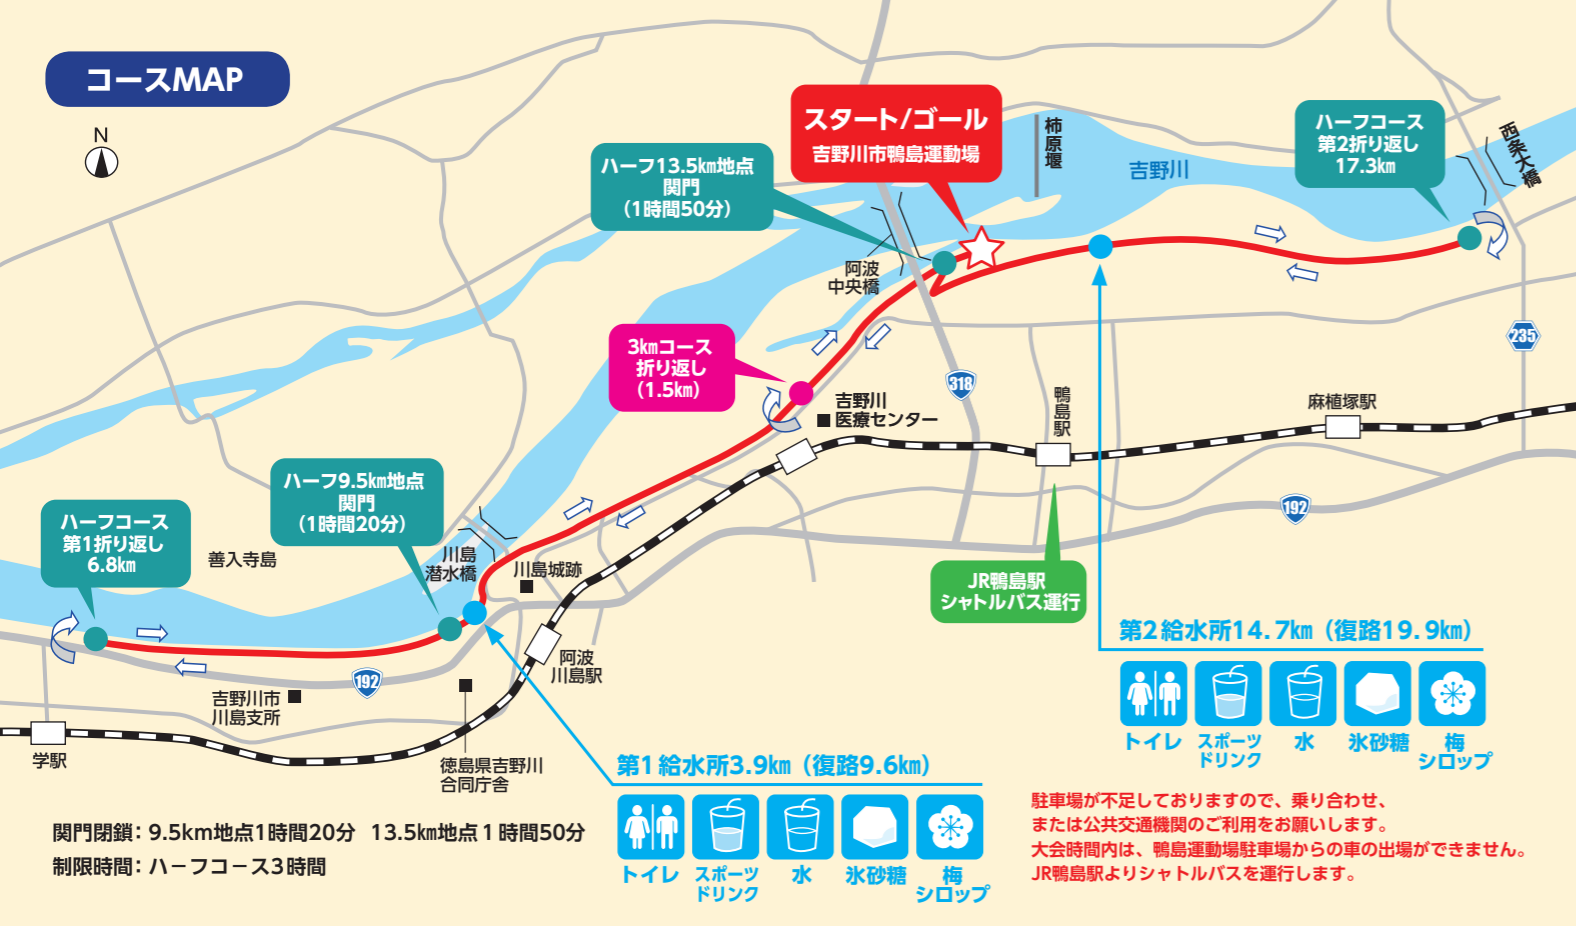 コースMAP
N
スタート/ゴール
吉野川市鴨島運動場
柿原堰
吉野川
ハーフコース
第2折り返し
17.3km
西条大橋
ハーフ13.5㎞地点
関門
（1時間50分）
阿波
中央橋
3㎞コース
折り返し
（1.5㎞）
吉野川
医療センター
318
鴨島駅
235
麻植塚駅
192
ハーフ9.5㎞地点
関門
（1時間20分）
ハーフコース
第1折り返し
6.8km
善入寺島
川島
潜水橋
川島城跡
JR鴨島駅
シャトルバス運行
阿波
川島駅
192
吉野川市
川島支所
学駅
徳島県吉野川
合同庁舎
第2給水所14.7㎞（復路19.9㎞）
トイレ
スポーツ
ドリンク
水
氷砂糖
梅
シロップ
第1給水所3.9㎞（復路9.6㎞）
トイレ
スポーツ
ドリンク
水
氷砂糖
梅
シロップ
関門閉鎖：9.5km地点1時間20分 13.5㎞地点1時間50分
制限時間：ハーフコース3時間
駐車場が不足しておりますので、乗り合わせ、
または公共交通機関のご利用をお願いします。
大会時間内は、鴨島運動場駐車場からの車の出場ができません。
JR鴨島駅よりシャトルバスを運行します。